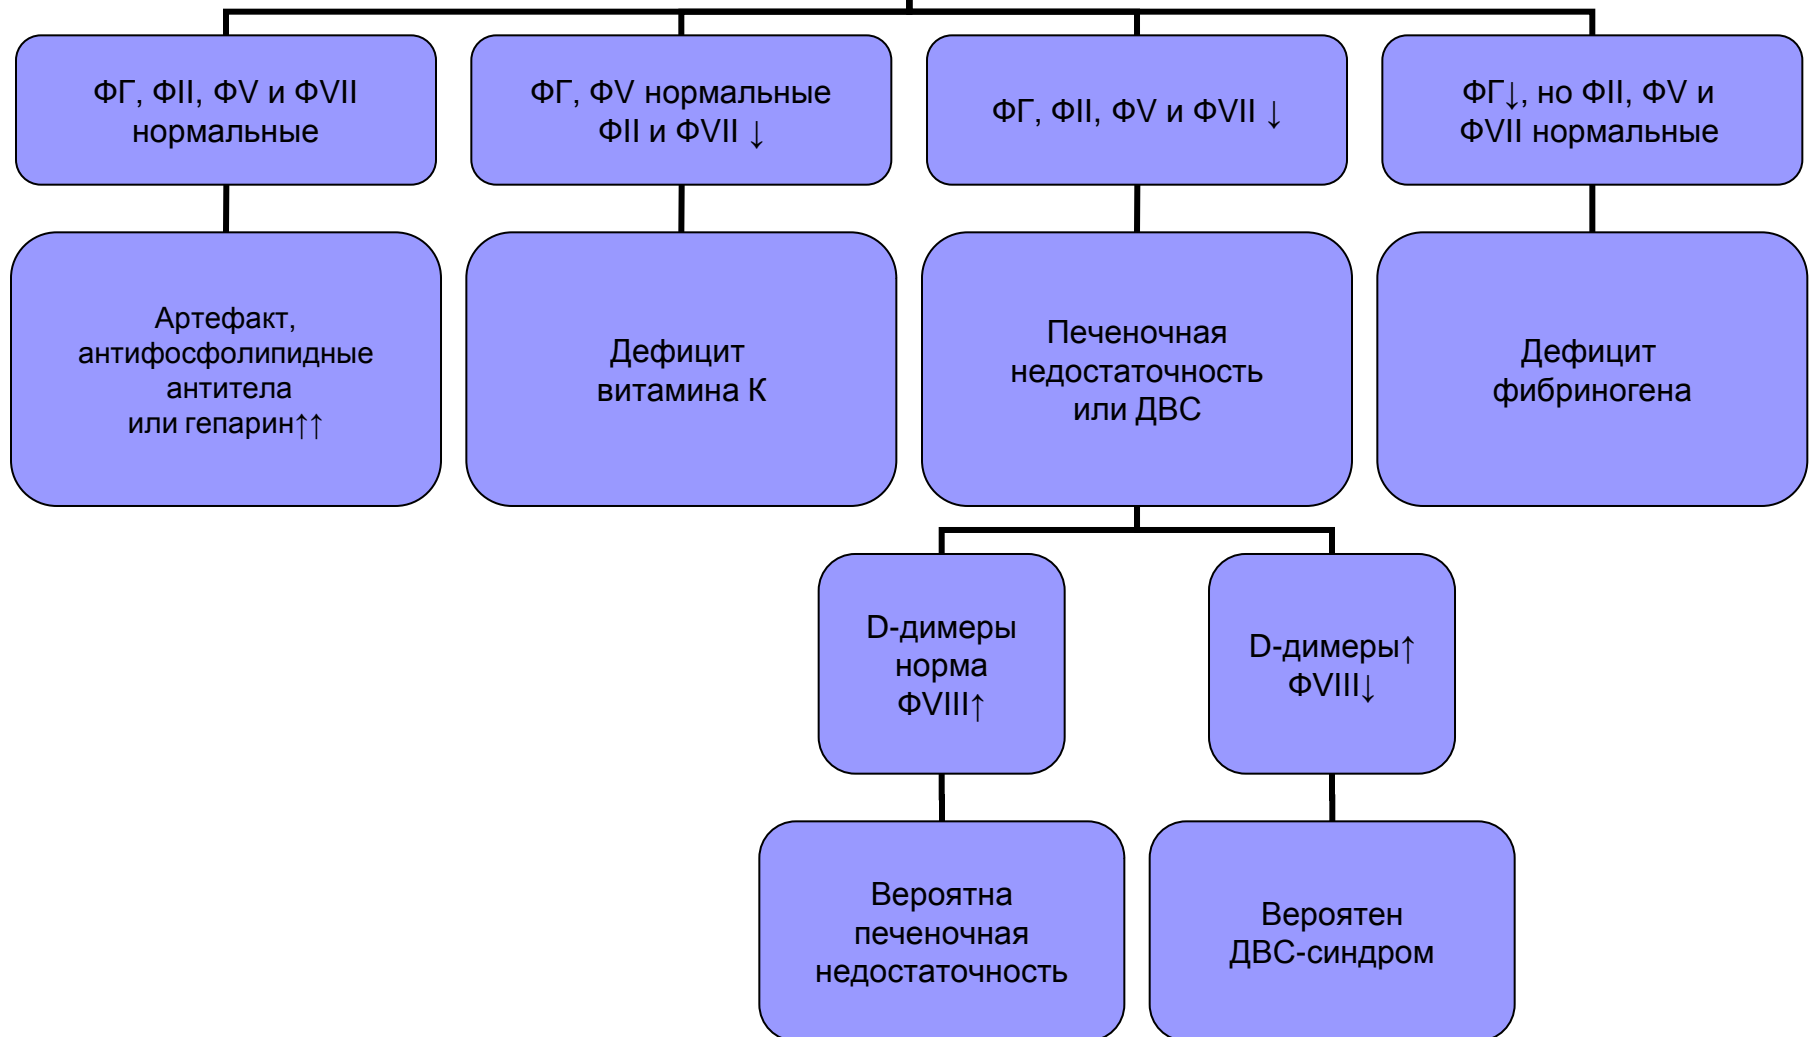 ФГ, ФII, ФV и ФVII
нормальные
ФГ, ФV нормальные
ФII и ФVII ↓
ФГ, ФII, ФV и ФVII ↓
ФГ↓, но ФII, ФV и
ФVII нормальные
Артефакт,
антифосфолипидные
антитела
или гепарин↑↑
Дефицит
витамина К
Печеночная
недостаточность
или ДВС
Дефицит
фибриногена
D-димеры
норма
ФVIII↑
D-димеры↑
ФVIII↓
Вероятна
печеночная
недостаточность
Вероятен
ДВС-синдром